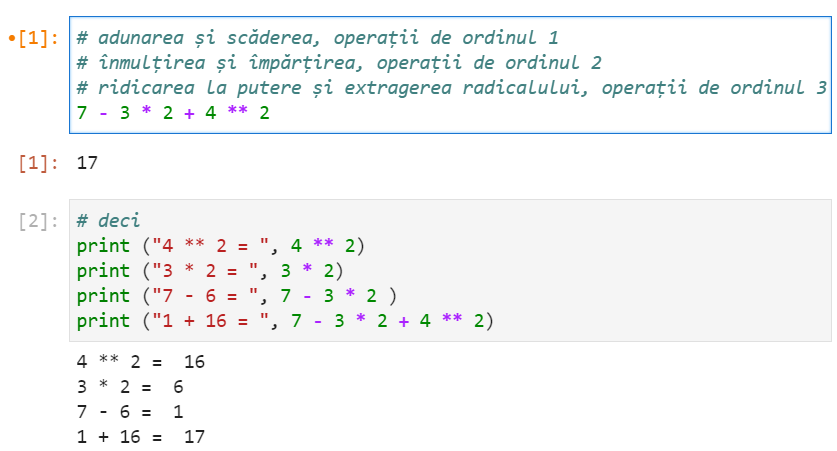 [1]: # adunarea și scăderea, operații de ordinul 1
# înmulțirea și împărțirea, operații de ordinul 2
# ridicarea la putere și extragerea radicalului, operații de ordinul 3
7 - 3 * 2 + 4 ** 2
[1]: 17
[2]: # deci
print ("4 ** 2 = ", 4 ** 2)
print ("3 * 2 = ", 3 * 2)
print ("7 - 6 = ", 7 - 3 * 2 )
print ("1 + 16 = ", 7 - 3 * 2 + 4 ** 2)
4 ** 2 =  16
3 * 2 =  6
7 - 6 =  1
1 + 16 =  17